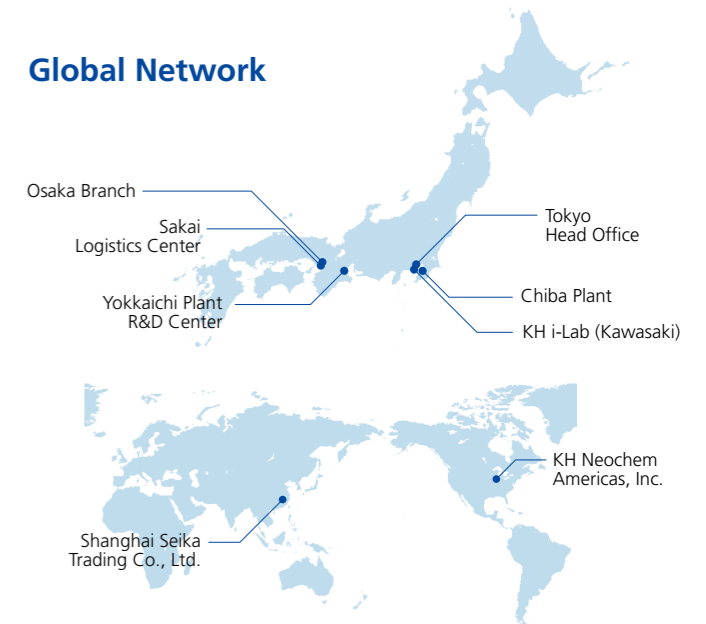 Global Network
Osaka Branch
Sakai
Logistics Center
Yokkaichi Plant
R&D Center
Tokyo
Head Office
Chiba Plant
KH i-Lab (Kawasaki)
KH Neochem
Americas, Inc.
Shanghai Seika
Trading Co., Ltd.